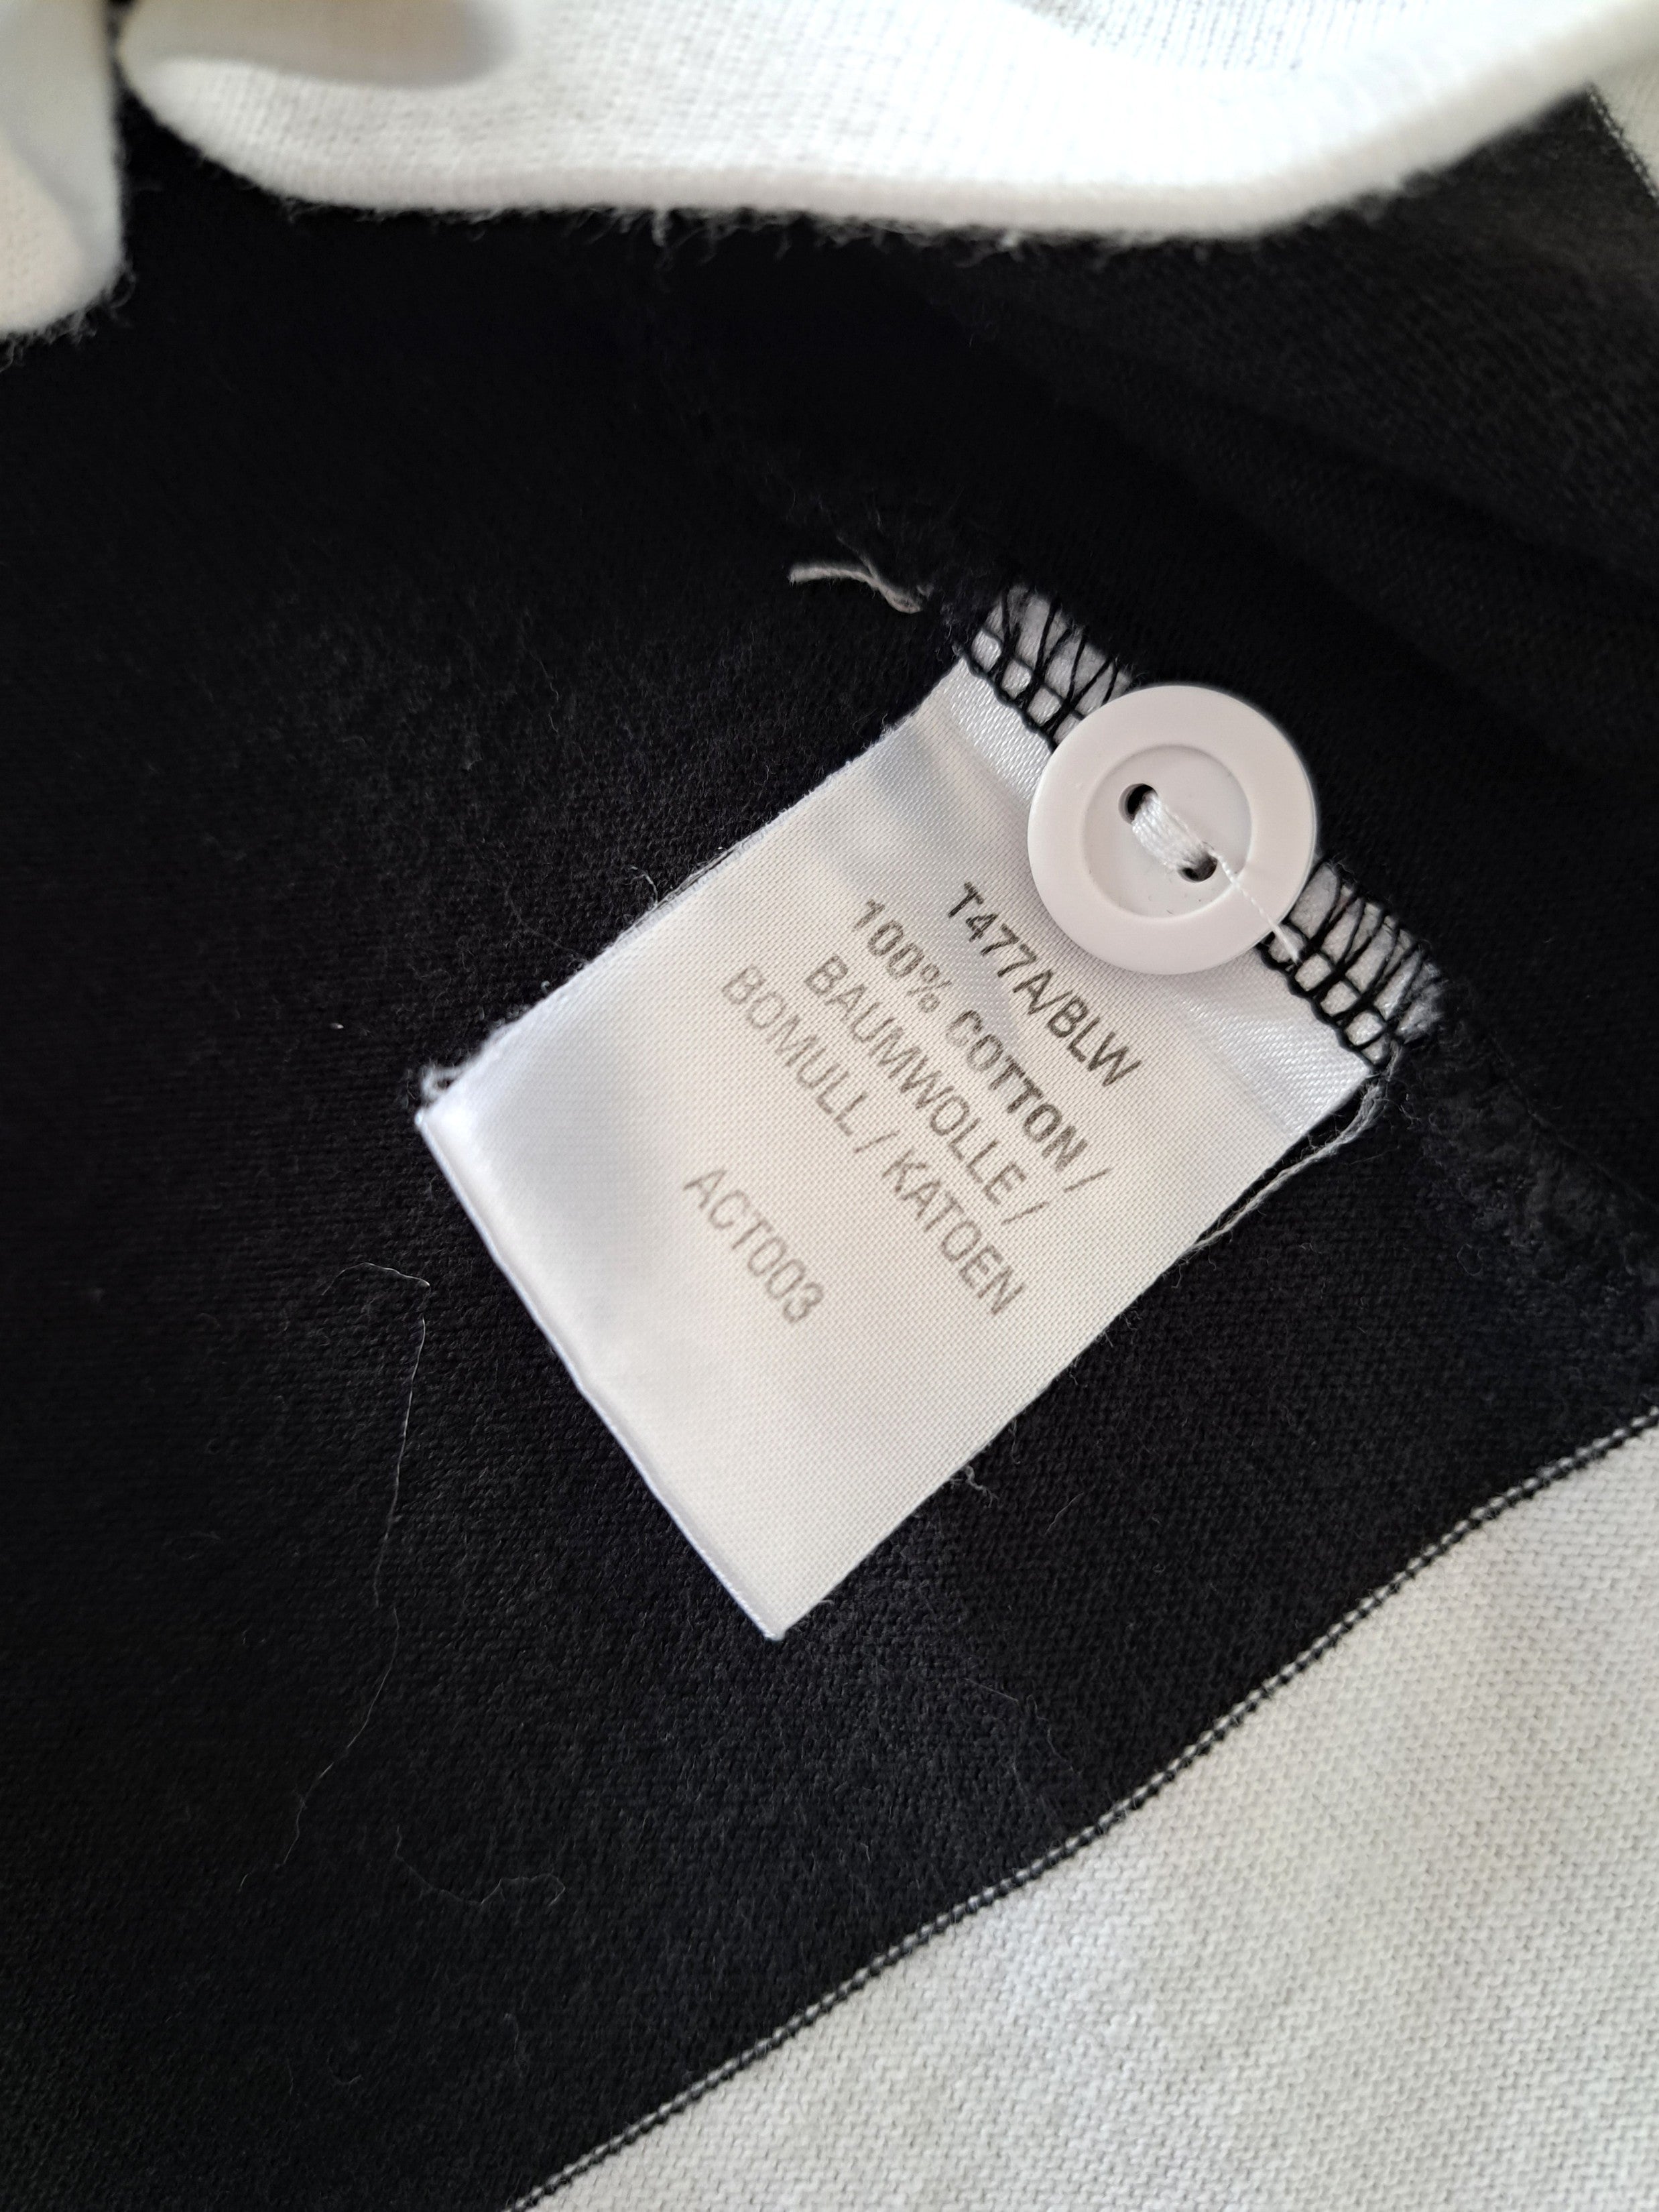 T477A/BLW
100% COTTON /
BAUMWOLLE /
BOMULL / KATOEN
ACT003